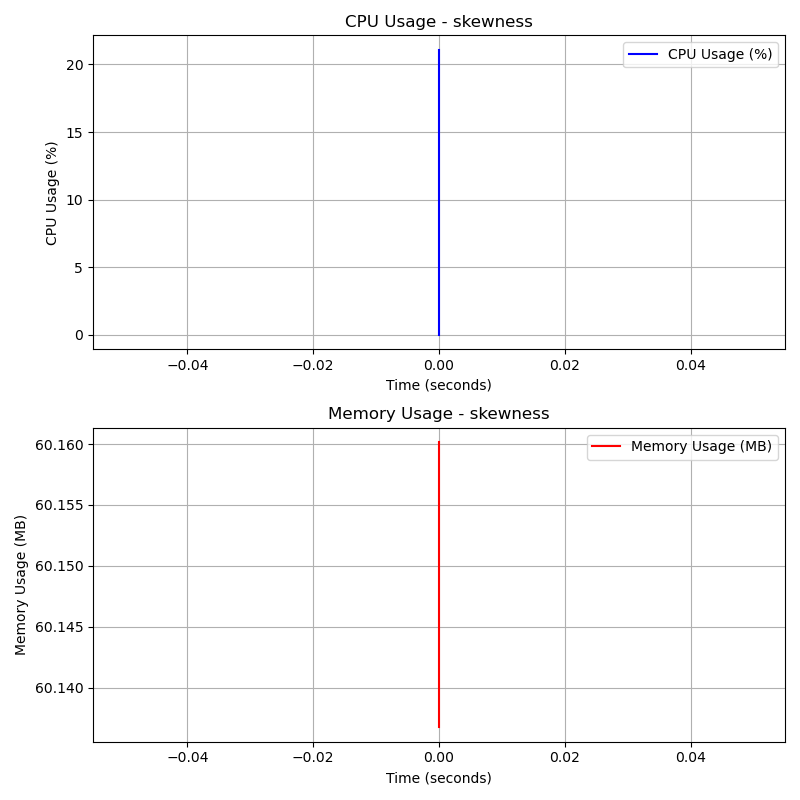 CPU Usage - skewness
CPU Usage (%)
20
15
10
5
0
CPU Usage (%)
−0.04 −0.02 0.00 0.02 0.04
Time (seconds)
Memory Usage - skewness
Memory Usage (MB)
60.160
60.155
60.150
60.145
60.140
Memory Usage (MB)
−0.04 −0.02 0.00 0.02 0.04
Time (seconds)